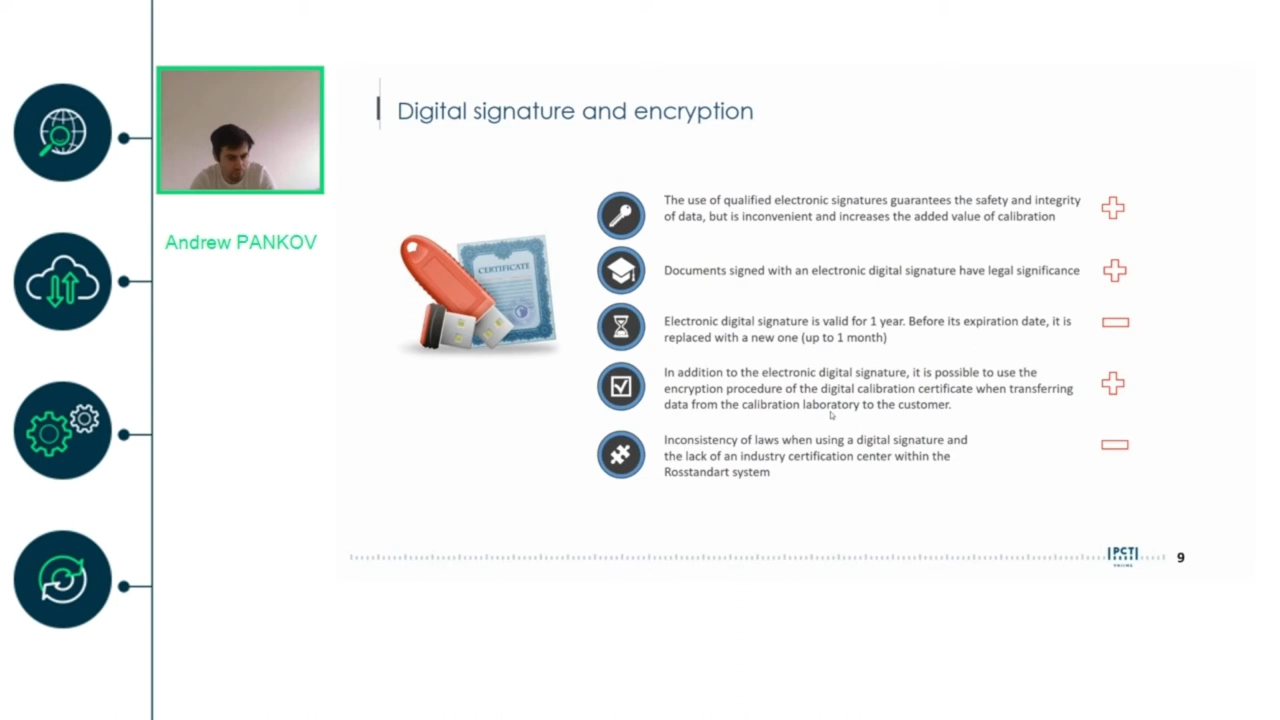 Digital signature and encryption
Andrew PANKOV
CERTIFICATE
The use of qualified electronic signatures guarantees the safety and integrity
of data, but is inconvenient and increases the added value of calibration
Documents signed with an electronic digital signature have legal significance
Electronic digital signature is valid for 1 year. Before its expiration date, it is
replaced with a new one (up to 1 month)
In addition to the electronic digital signature, it is possible to use the
encryption procedure of the digital calibration certificate when transferring
data from the calibration laboratory to the customer.
Inconsistency of laws when using a digital signature and
the lack of an industry certification center within the
Rosstandart system
РСТ
9